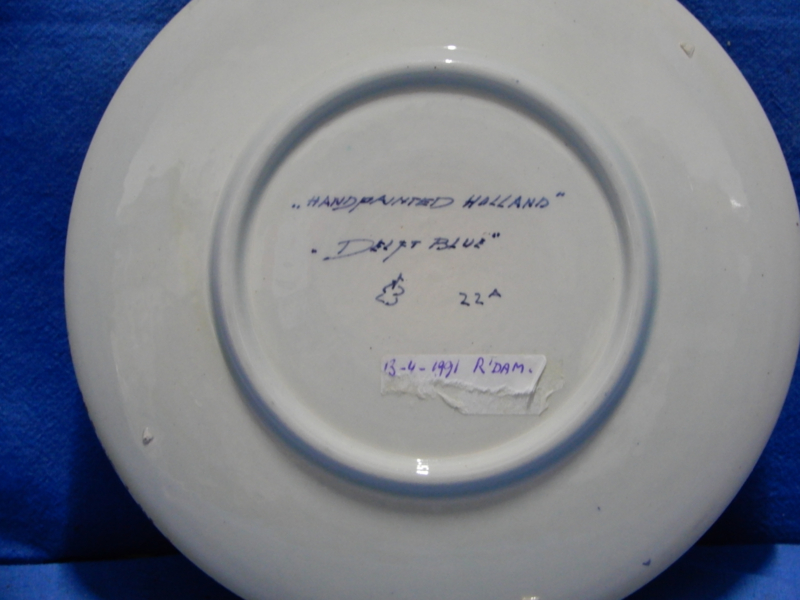 „HANDPAINTED HOLLAND"
„DELFT BLUE"
22A
13-4-1991 R'DAM.